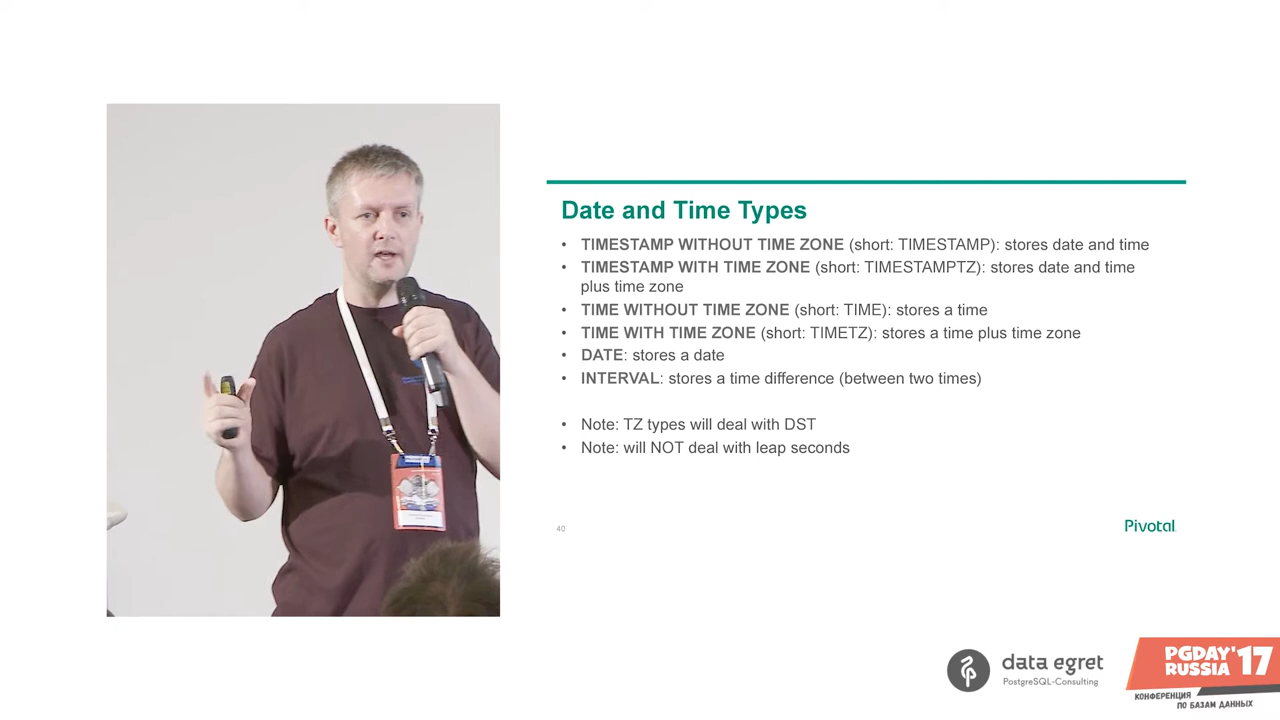 Date and Time Types
• TIMESTAMP WITHOUT TIME ZONE (short: TIMESTAMP): stores date and time
• TIMESTAMP WITH TIME ZONE (short: TIMESTAMPTZ): stores date and time
plus time zone
• TIME WITHOUT TIME ZONE (short: TIME): stores a time
• TIME WITH TIME ZONE (short: TIMETZ): stores a time plus time zone
• DATE: stores a date
• INTERVAL: stores a time difference (between two times)
• Note: TZ types will deal with DST
• Note: will NOT deal with leap seconds
40
Pivotal
data egret
PostgreSQL-Consulting
PGDAY'17
RUSSIA
КОНФЕРЕНЦИЯ
ПО БАЗАМ ДАННЫХ